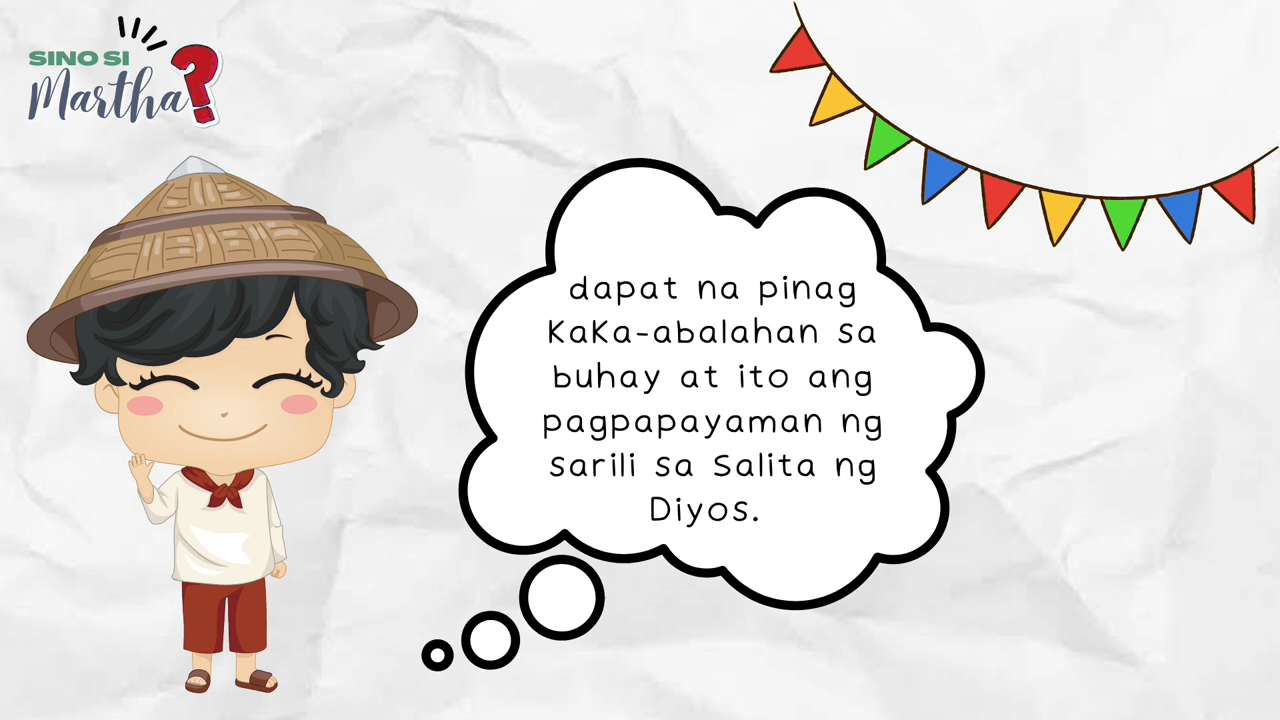 SINO SI
Martha?
dapat na pinag
KaKa-abalahan sa
buhay at ito ang
pagpapayaman ng
sarili sa Salita ng
Diyos.